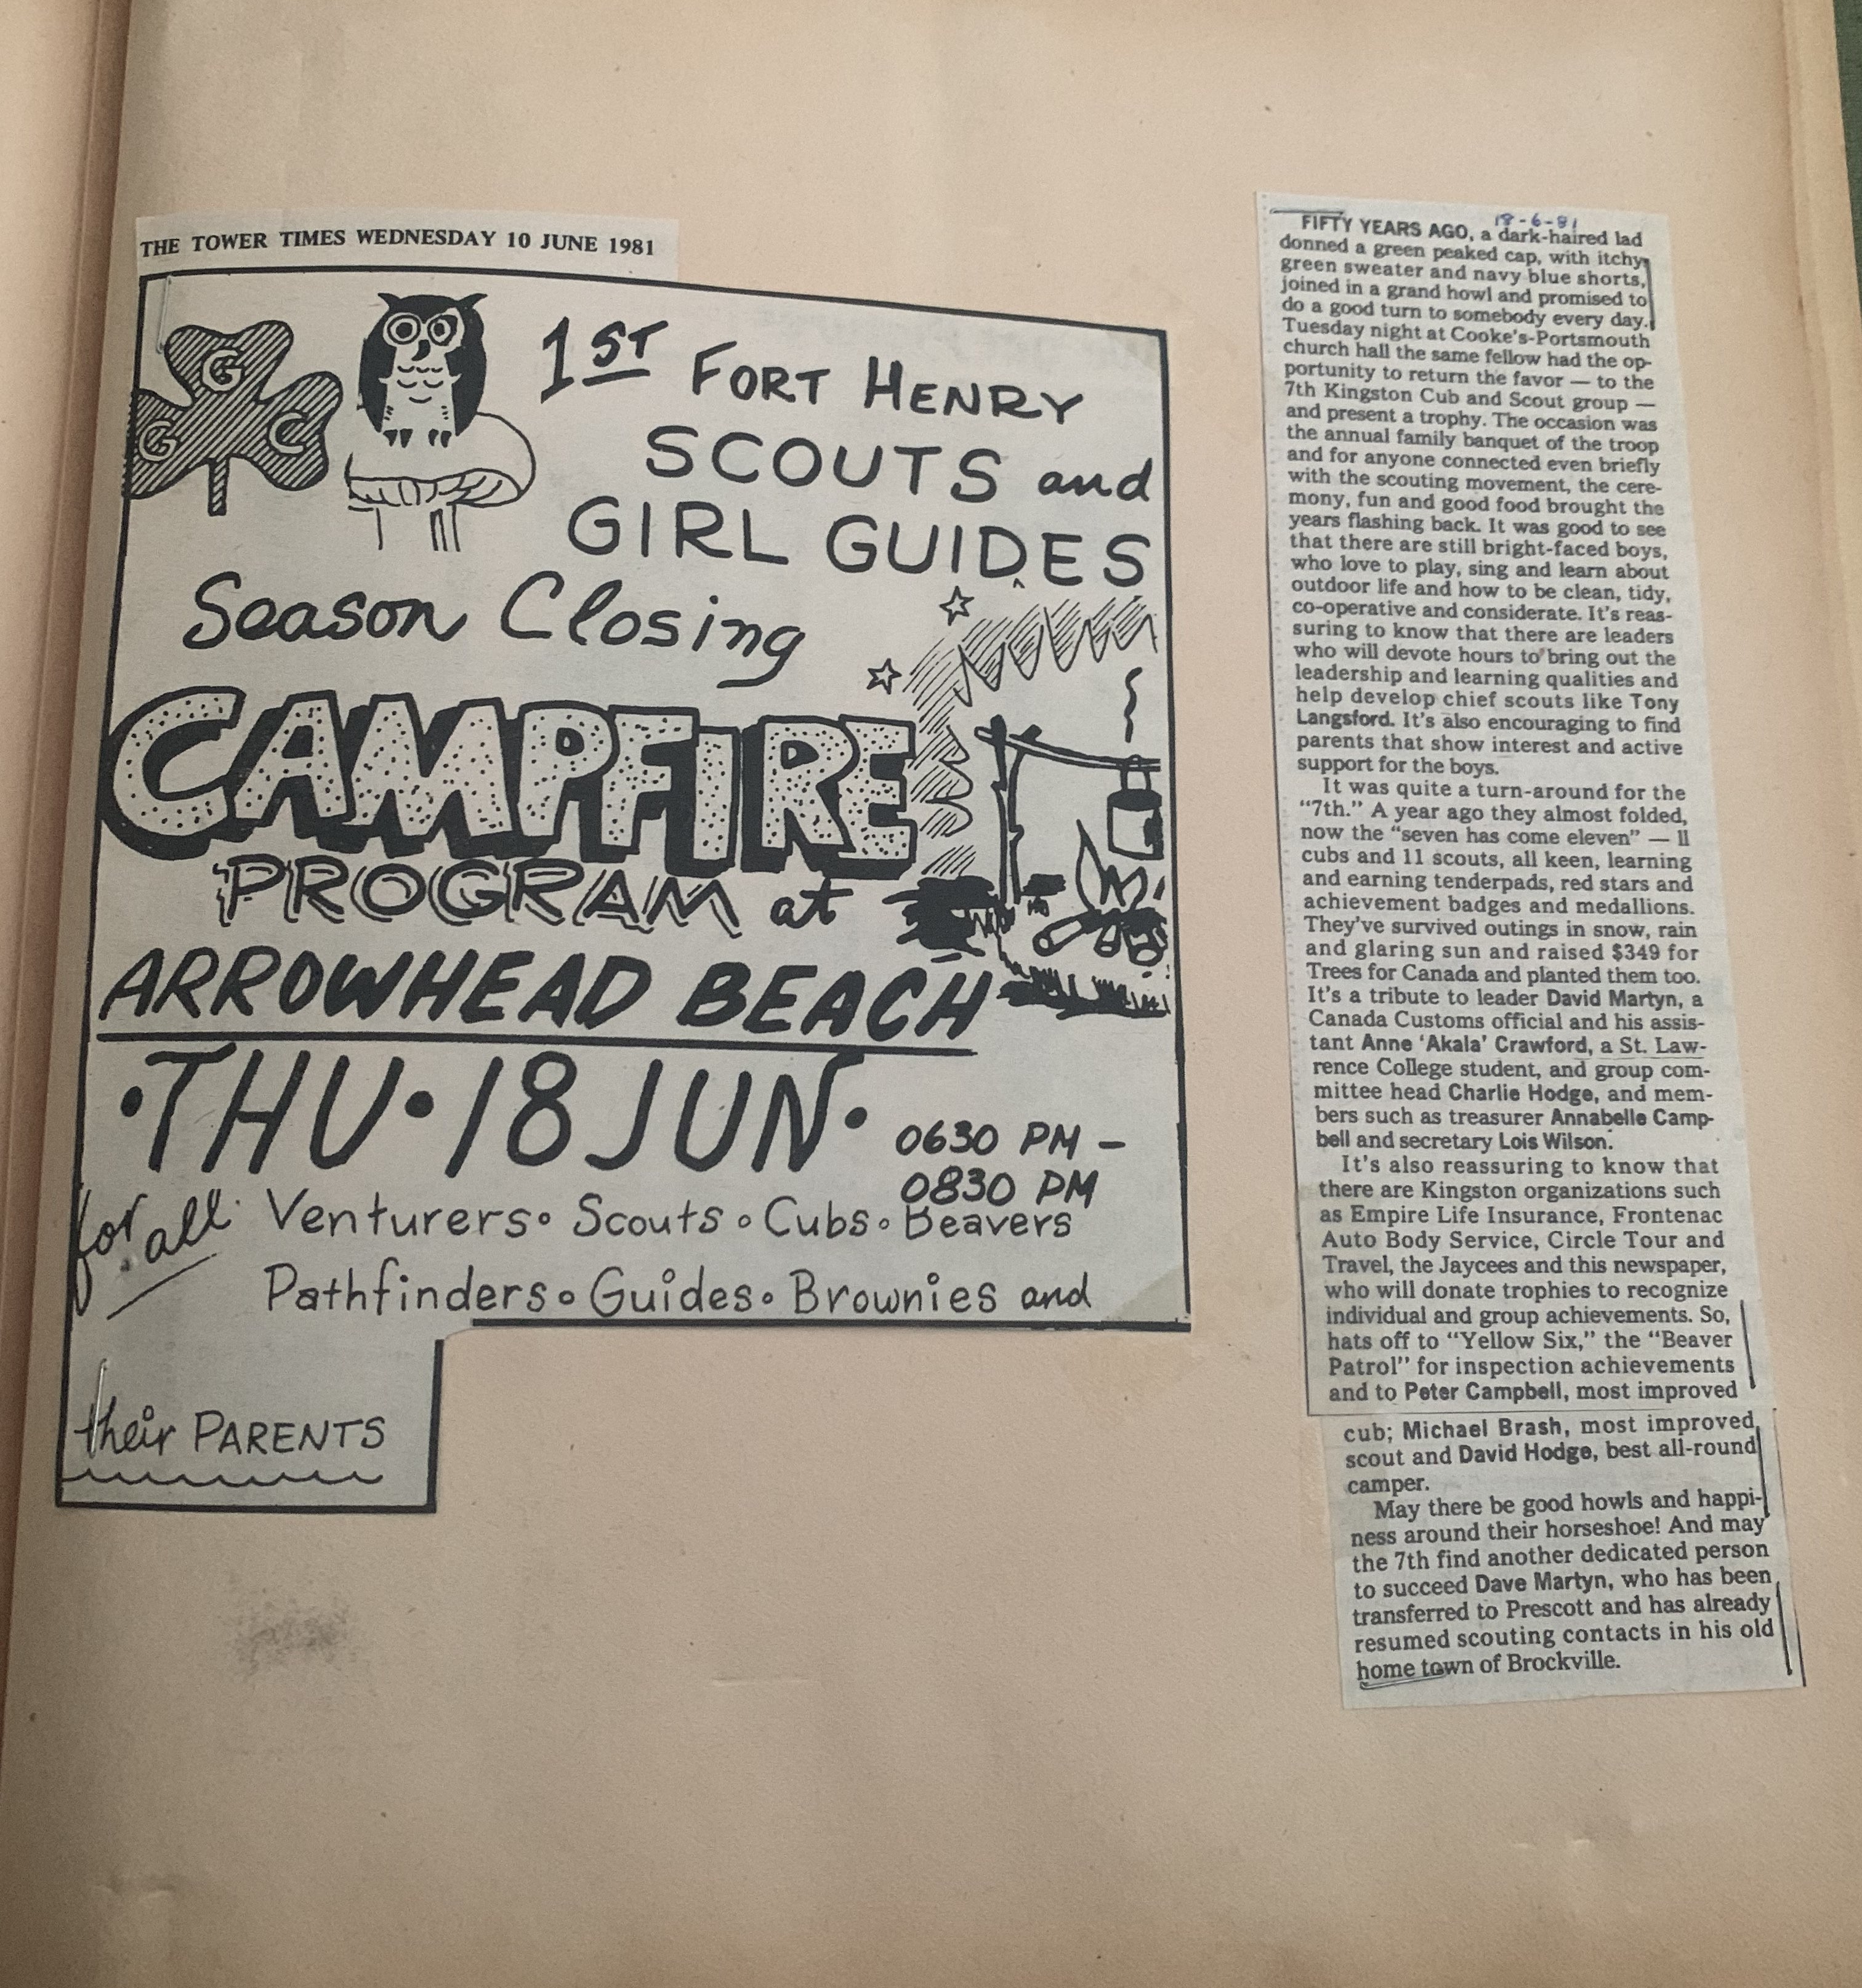 THE TOWER TIMES WEDNESDAY 10 JUNE 1981
G
G C
1ST FORT HENRY
SCOUTS and
GIRL GUIDES
Season Closing
CAMPFIRE
PROGRAM at
ARROWHEAD BEACH
•THU•18 JUN•
0630 PM -
0830 PM
for all Venturers • Scouts • Cubs • Beavers
Pathfinders • Guides • Brownies and
their PARENTS
18-6-81
FIFTY YEARS AGO, a dark-haired lad
donned a green peaked cap, with itchy
green sweater and navy blue shorts,
joined in a grand howl and promised to
do a good turn to somebody every day.
Tuesday night at Cooke's-Portsmouth
church hall the same fellow had the op-
portunity to return the favor — to the
7th Kingston Cub and Scout group —
and present a trophy. The occasion was
the annual family banquet of the troop
and for anyone connected even briefly
with the scouting movement, the cere-
mony, fun and good food brought the
years flashing back. It was good to see
that there are still bright-faced boys,
who love to play, sing and learn about
outdoor life and how to be clean, tidy,
co-operative and considerate. It's reas-
suring to know that there are leaders
who will devote hours to bring out the
leadership and learning qualities and
help develop chief scouts like Tony
Langsford. It's also encouraging to find
parents that show interest and active
support for the boys.
It was quite a turn-around for the
"7th." A year ago they almost folded,
now the "seven has come eleven" — ll
cubs and 11 scouts, all keen, learning
and earning tenderpads, red stars and
achievement badges and medallions.
They've survived outings in snow, rain
and glaring sun and raised $349 for
Trees for Canada and planted them too.
It's a tribute to leader David Martyn, a
Canada Customs official and his assis-
tant Anne 'Akala' Crawford, a St. Law-
rence College student, and group com-
mittee head Charlie Hodge, and mem-
bers such as treasurer Annabelle Camp-
bell and secretary Lois Wilson.
It's also reassuring to know that
there are Kingston organizations such
as Empire Life Insurance, Frontenac
Auto Body Service, Circle Tour and
Travel, the Jaycees and this newspaper,
who will donate trophies to recognize
individual and group achievements. So,
hats off to "Yellow Six," the "Beaver
Patrol" for inspection achievements
and to Peter Campbell, most improved
cub; Michael Brash, most improved
scout and David Hodge, best all-round
camper.
May there be good howls and happi-
ness around their horseshoe! And may
the 7th find another dedicated person
to succeed Dave Martyn, who has been
transferred to Prescott and has already
resumed scouting contacts in his old
home town of Brockville.